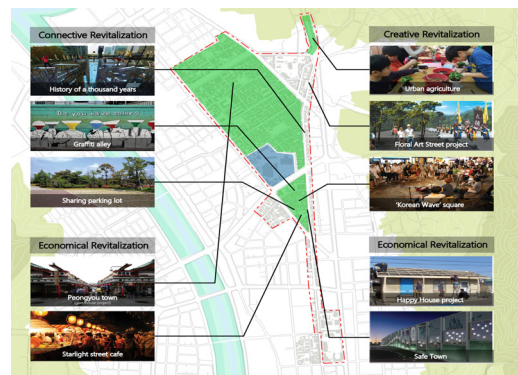 Connective Revitalization
History of a thousand years
Graffiti alley
Sharing parking lot
Economical Revitalization
Peongyou town
Starlight street cafe
Creative Revitalization
Urban agriculture
Floral Art Street project
'Korean Wave' square
Economical Revitalization
Happy House project
Safe Town